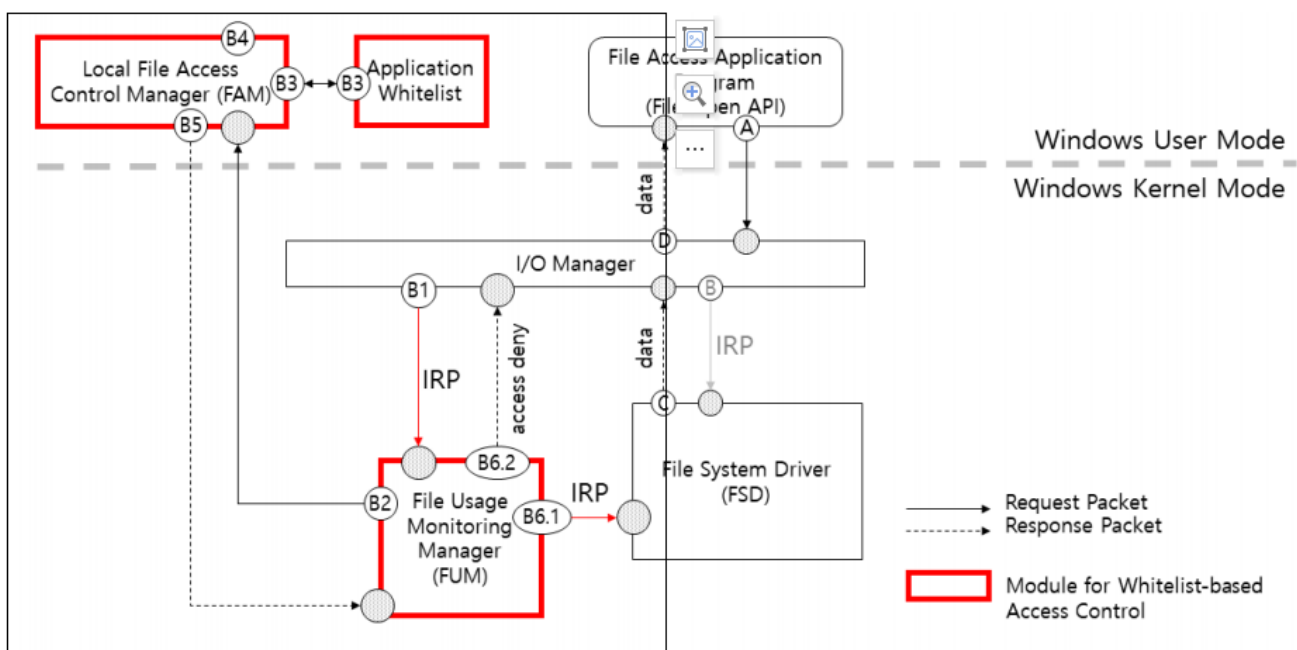 B4
Local File Access
Control Manager (FAM)
B3
B3
Application
Whitelist
B5
File Access Application
(File
pen API)
A
Windows User Mode
Windows Kernel Mode
data
D
I/O Manager
B1
B
IRP
access deny
data
IRP
C
B6.2
B2
File Usage
Monitoring
Manager
(FUM)
B6.1
IRP
File System Driver
(FSD)
Request Packet
Response Packet
Module for Whitelist-based
Access Control